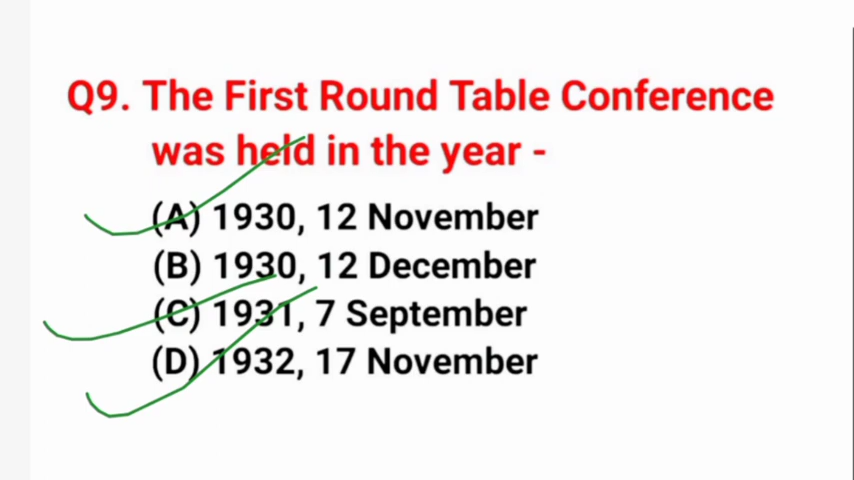 Q9. The First Round Table Conference
was held in the year -
(A) 1930, 12 November
(B) 1930, 12 December
(C) 1931, 7 September
(D) 1932, 17 November